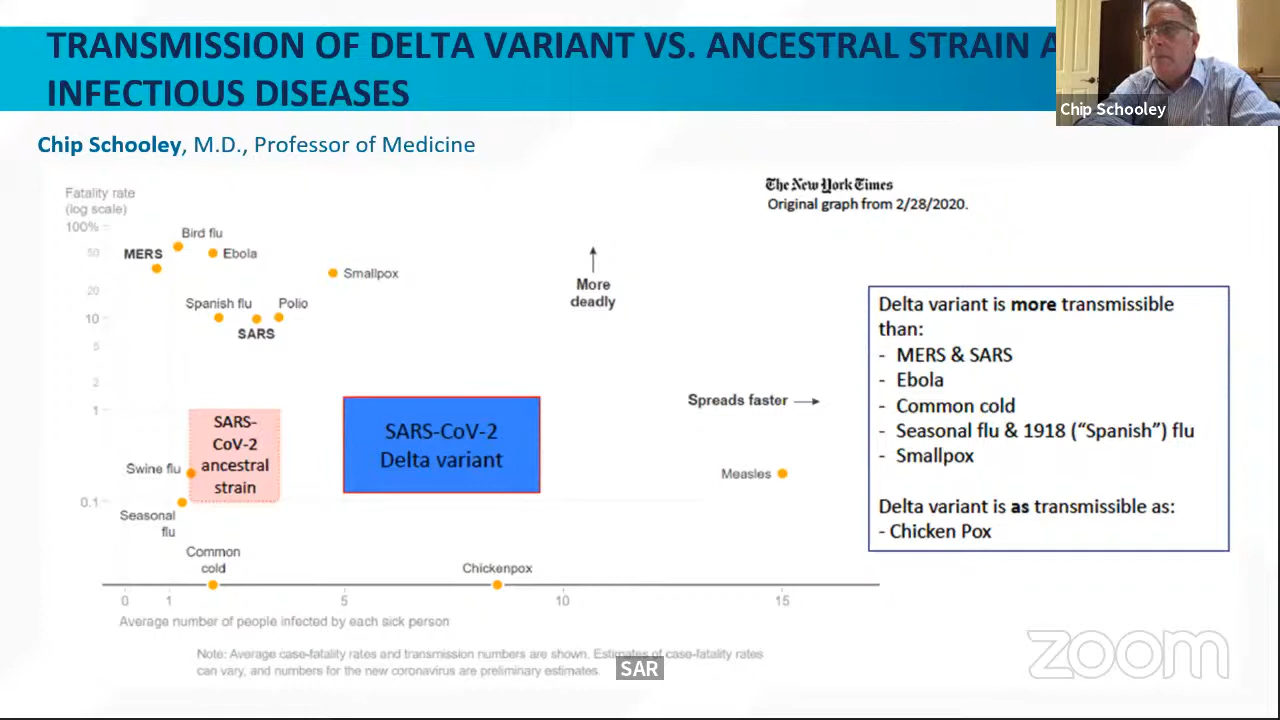 TRANSMISSION OF DELTA VARIANT VS. ANCESTRAL STRAIN A
INFECTIOUS DISEASES
Chip Schooley
Chip Schooley, M.D., Professor of Medicine
The New York Times
Original graph from 2/28/2020.
Fatality rate
(log scale)
100%
50
20
10
5
2
1
0.1
Bird flu
MERS
Ebola
Smallpox
Spanish flu
Polio
SARS
More
deadly
Spreads faster
SARS-
CoV-2
ancestral
strain
SARS-CoV-2
Delta variant
Swine flu
Measles
Seasonal
flu
Common
cold
Chickenpox
0 1 5 10 15
Average number of people infected by each sick person
Note: Average case-fatality rates and transmission numbers are shown. Estimates of case-fatality rates
can vary, and numbers for the new coronavirus are preliminary estimates.
Delta variant is more transmissible
than:
- MERS & SARS
- Ebola
- Common cold
- Seasonal flu & 1918 (“Spanish”) flu
- Smallpox
Delta variant is as transmissible as:
- Chicken Pox
SAR
zoom